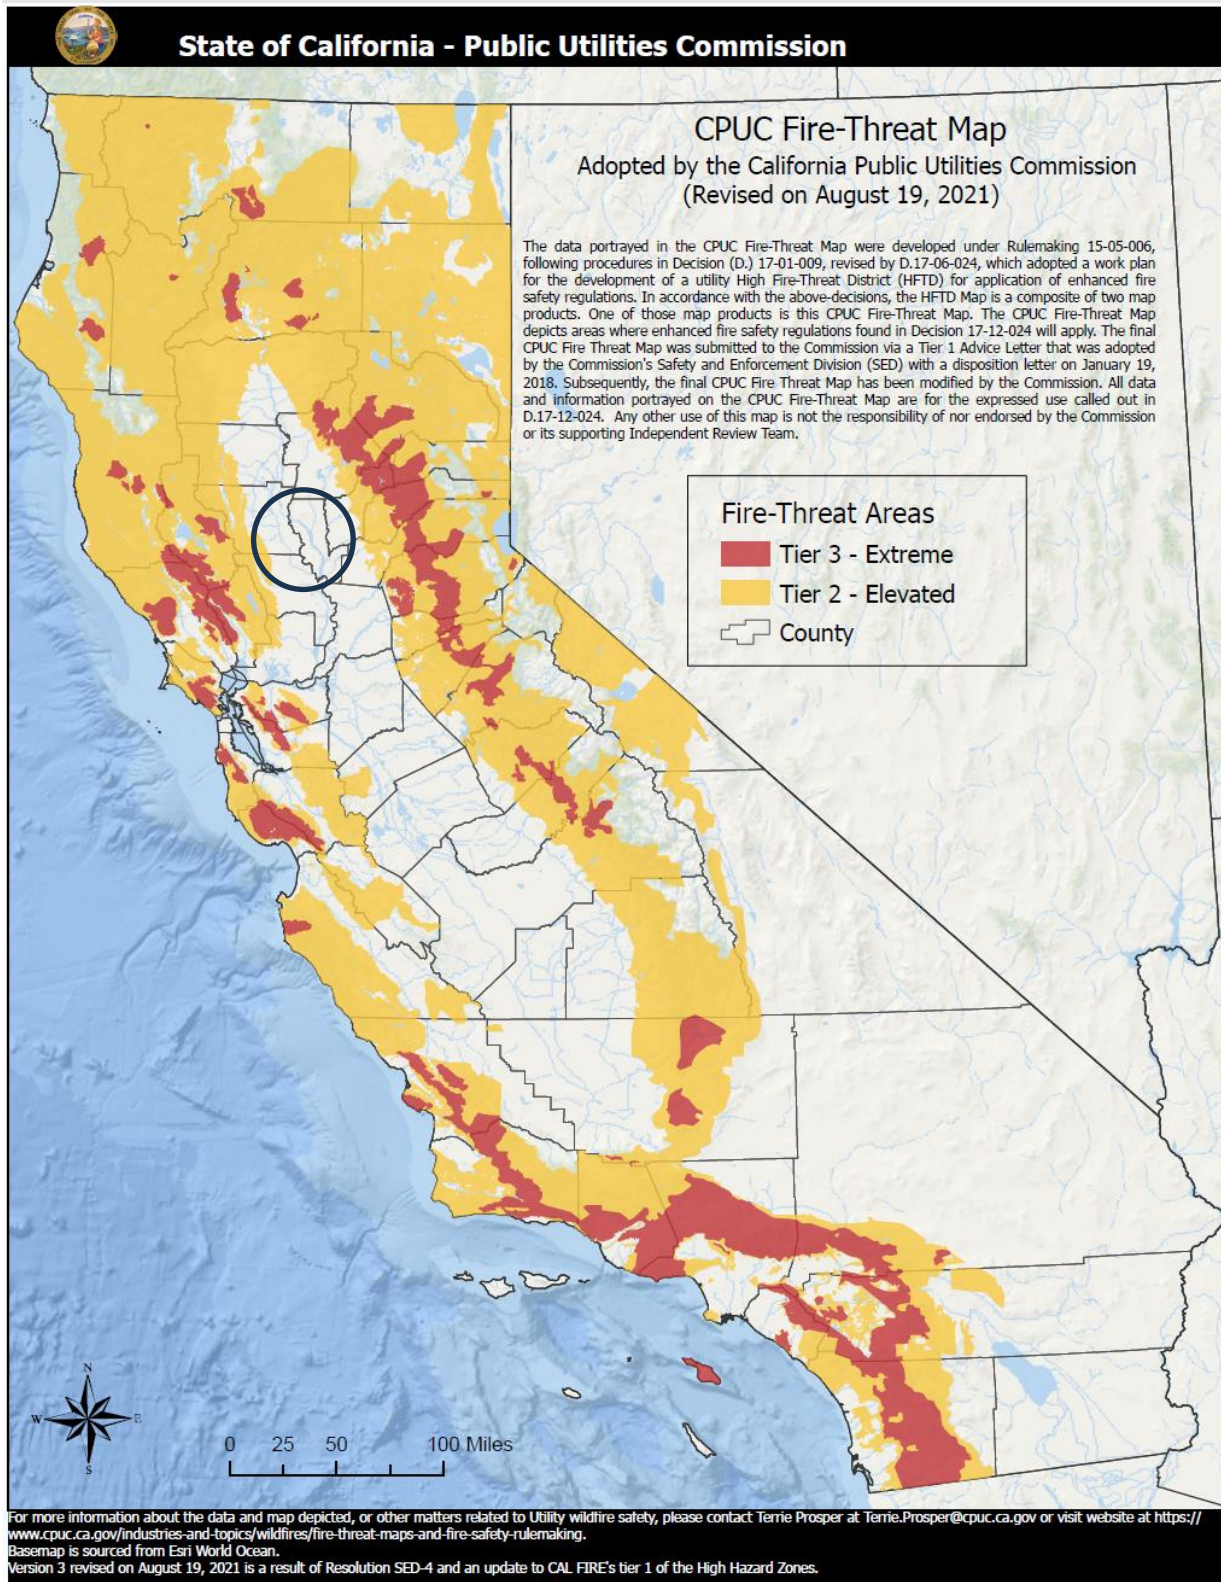 State of California - Public Utilities Commission
CPUC Fire-Threat Map
Adopted by the California Public Utilities Commission
(Revised on August 19, 2021)
The data portrayed in the CPUC Fire-Threat Map were developed under Rulemaking 15-05-006,
following procedures in Decision (D.) 17-01-009, revised by D.17-06-024, which adopted a work plan
for the development of a utility High Fire-Threat District (HFTD) for application of enhanced fire
safety regulations. In accordance with the above-decisions, the HFTD Map is a composite of two map
products. One of those map products is this CPUC Fire-Threat Map. The CPUC Fire-Threat Map
depicts areas where enhanced fire safety regulations found in Decision 17-12-024 will apply. The final
CPUC Fire Threat Map was submitted to the Commission via a Tier 1 Advice Letter that was adopted
by the Commission's Safety and Enforcement Division (SED) with a disposition letter on January 19,
2018. Subsequently, the final CPUC Fire Threat Map has been modified by the Commission. All data
and information portrayed on the CPUC Fire-Threat Map are for the expressed use called out in
D.17-12-024. Any other use of this map is not the responsibility of nor endorsed by the Commission
or its supporting Independent Review Team.
Fire-Threat Areas
Tier 3 - Extreme
Tier 2 - Elevated
County
N
W E
S
0 25 50 100 Miles
For more information about the data and map depicted, or other matters related to Utility wildfire safety, please contact Terrie Prosper at Terrie.Prosper@cpuc.ca.gov or visit website at https://
www.cpuc.ca.gov/industries-and-topics/wildfires/fire-threat-maps-and-fire-safety-rulemaking.
Basemap is sourced from Esri World Ocean.
Version 3 revised on August 19, 2021 is a result of Resolution SED-4 and an update to CAL FIRE's tier 1 of the High Hazard Zones.